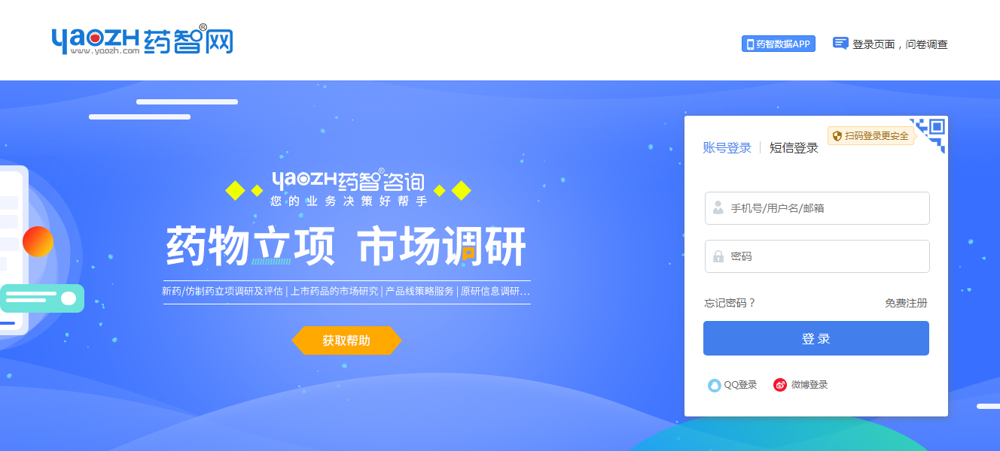 yaozh药智网®
www.yaozh.com
药智数据APP
登录页面，问卷调查
yaozh药智咨询®
您的业务决策好帮手
药物立项 市场调研
新药/仿制药立项调研及评估 | 上市药品的市场研究 | 产品线策略服务 | 原研信息调研...
获取帮助
扫码登录更安全
账号登录 短信登录
手机号/用户名/邮箱
密码
忘记密码？ 免费注册
登 录
QQ登录 微博登录